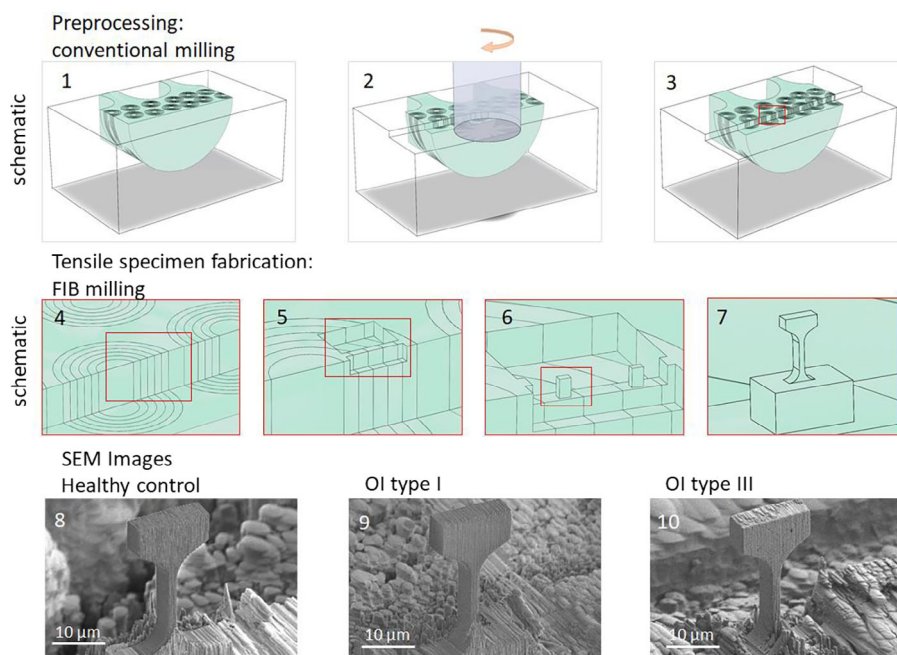 Preprocessing:
conventional milling
schematic
1
2
3
Tensile specimen fabrication:
FIB milling
schematic
4
5
6
7
SEM Images
Healthy control
OI type I
OI type III
8
9
10
10 µm
10 µm
10 µm